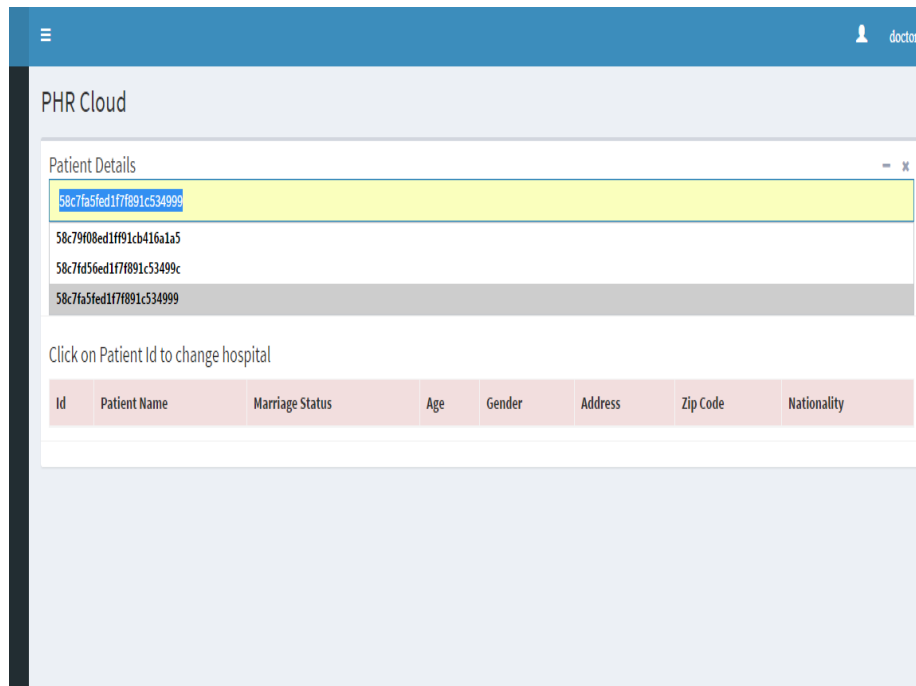 doctor
PHR Cloud
Patient Details
58c7fa5fed1f7f891c534999
58c79f08ed1ff91cb416a1a5
58c7fd56ed1f7f891c53499c
58c7fa5fed1f7f891c534999
Click on Patient Id to change hospital
Id Patient Name Marriage Status Age Gender Address Zip Code Nationality